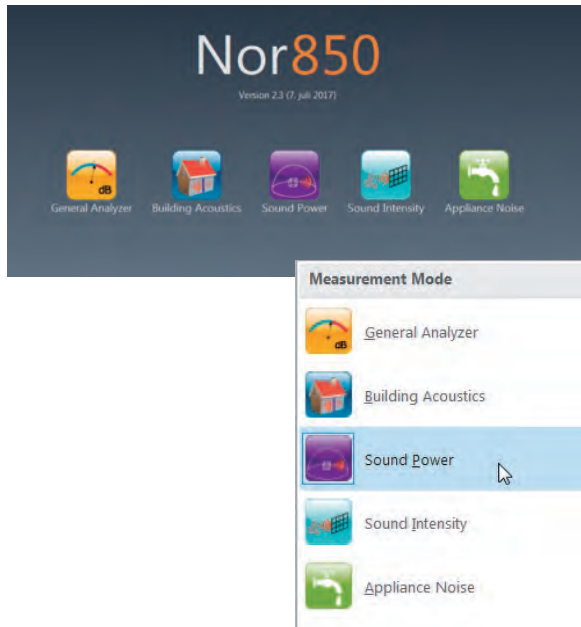 Nor850
Version 2.3 (7. juli 2017)
dB
General Analyzer Building Acoustics Sound Power Sound Intensity Appliance Noise
Measurement Mode
dB
General Analyzer
Building Acoustics
Sound Power
Sound Intensity
Appliance Noise